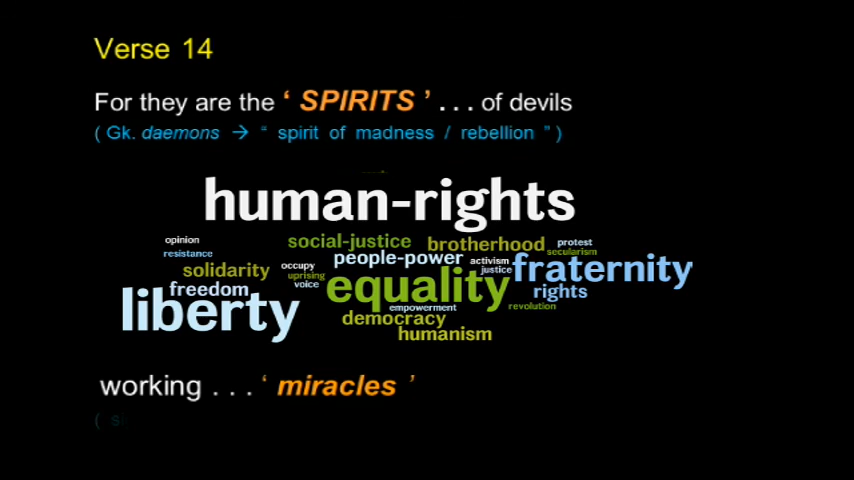 Verse 14
For they are the ‘ SPIRITS ’ . . . of devils
( Gk. daemons → “ spirit of madness / rebellion ” )
human-rights
opinion social-justice brotherhood protest
resistance people-power activism secularism
solidarity occupy uprising justice fraternity
freedom voice equality rights
liberty empowerment revolution
democracy
humanism
working . . . ‘ miracles ’